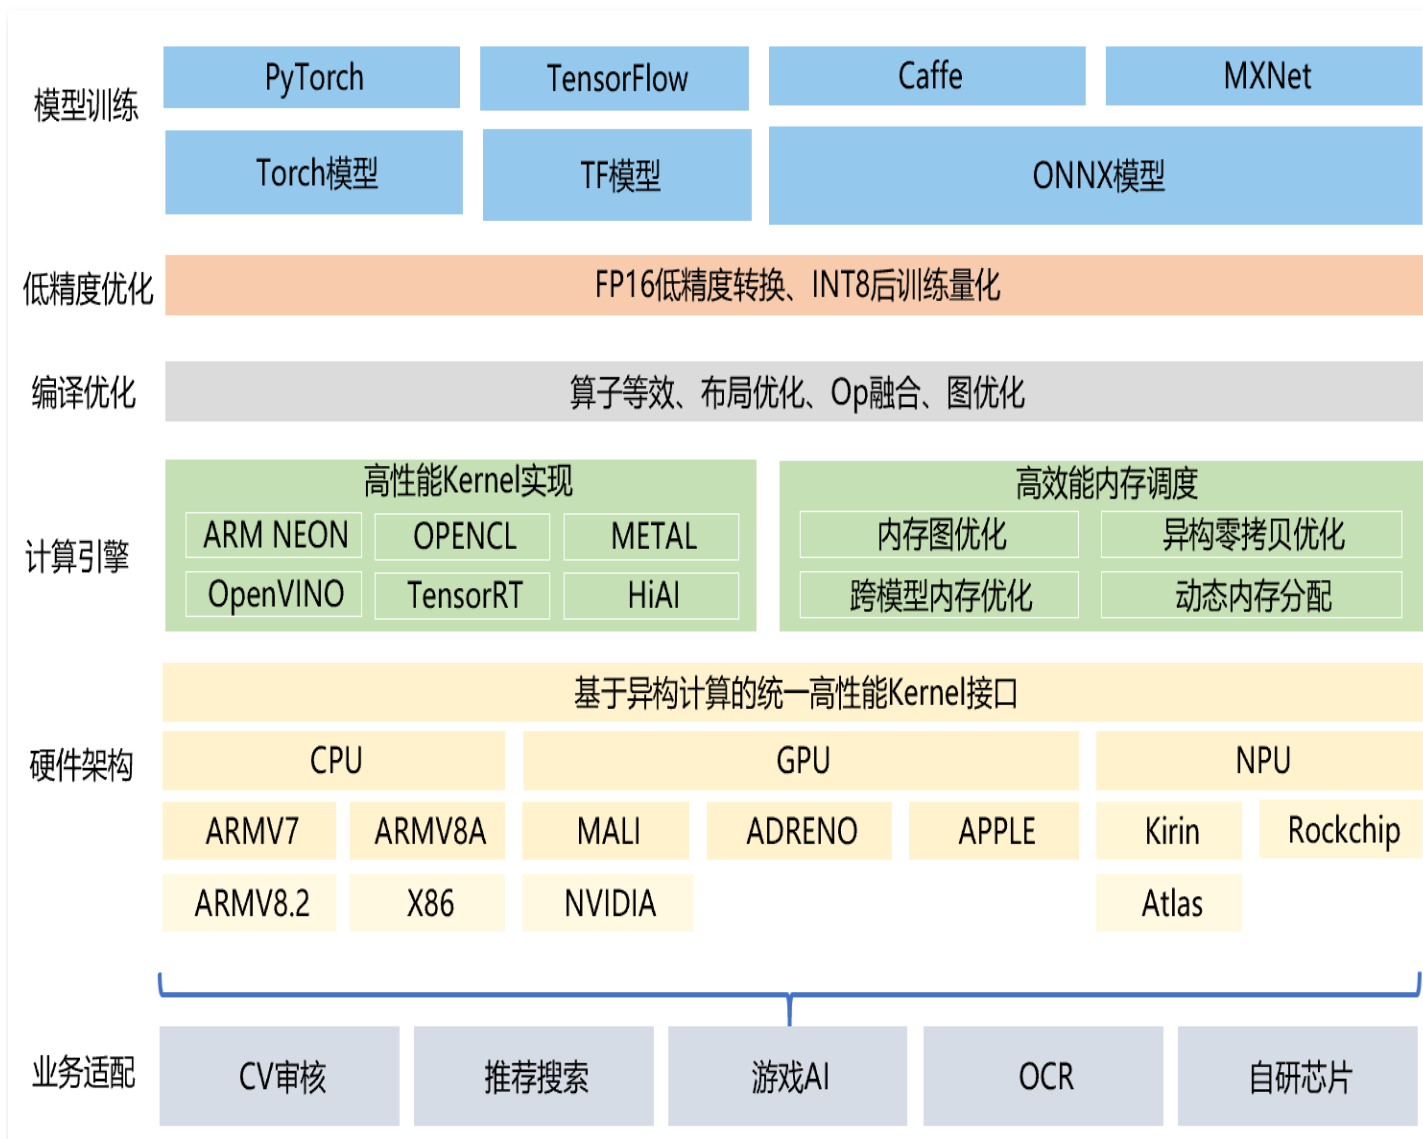 模型训练
PyTorch
TensorFlow
Caffe
MXNet
Torch模型
TF模型
ONNX模型
低精度优化
FP16低精度转换、INT8后训练量化
编译优化
算子等效、布局优化、Op融合、图优化
计算引擎
高性能Kernel实现
ARM NEON
OPENCL
METAL
OpenVINO
TensorRT
HiAI
高效能内存调度
内存图优化
异构零拷贝优化
跨模型内存优化
动态内存分配
硬件架构
基于异构计算的统一高性能Kernel接口
CPU
GPU
NPU
ARMV7
ARMV8A
MALI
ADRENO
APPLE
Kirin
Rockchip
ARMV8.2
X86
NVIDIA
Atlas
业务适配
CV审核
推荐搜索
游戏AI
OCR
自研芯片